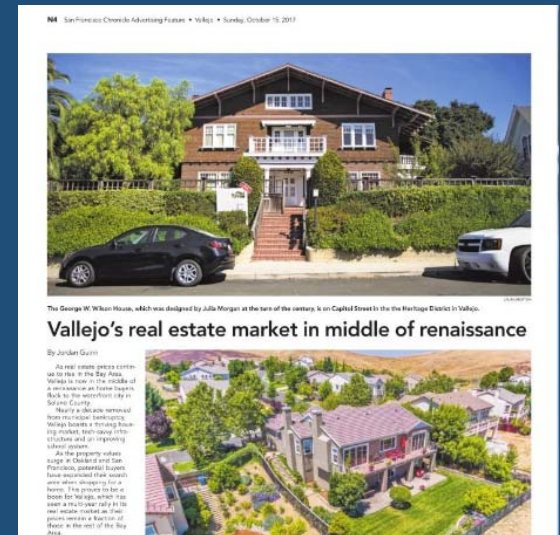 N4 San Francisco Chronicle Advertising Feature • Vallejo • Sunday, October 15, 2017
The George W. Wilson House, which was designed by Julia Morgan at the turn of the century, is on Capitol Street in the the Heritage District in Vallejo.
Vallejo's real estate market in middle of renaissance
By Jordan Guinn
As real estate prices contin-
ue to rise in the Bay Area,
Vallejo is now in the middle of
a renaissance as home buyers
flock to the waterfront city in
Solano County.
Nearly a decade removed
from municipal bankruptcy,
Vallejo boasts a thriving hous-
ing market, tech-savvy infra-
structure and an improving
school system.
As the property values
surge in Oakland and San
Francisco, potential buyers
have expanded their search
area when shopping for a
home. This proves to be a
boon for Vallejo, which has
seen a multi-year rally in its
real estate market as their
prices remain a fraction of
those in the rest of the Bay
Area.